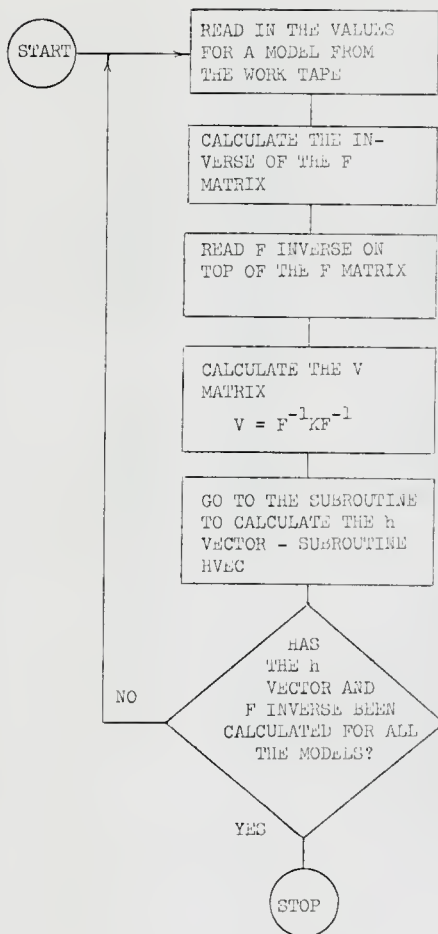 START
READ IN THE VALUES
FOR A MODEL FROM
THE WORK TAPE
CALCULATE THE IN-
VERSE OF THE F
MATRIX
READ F INVERSE ON
TOP OF THE F MATRIX
CALCULATE THE V
MATRIX
V = F⁻¹KF⁻¹
GO TO THE SUBROUTINE
TO CALCULATE THE h
VECTOR - SUBROUTINE
HVEC
HAS
THE h
VECTOR AND
F INVERSE BEEN
CALCULATED FOR ALL
THE MODELS?
NO
YES
STOP